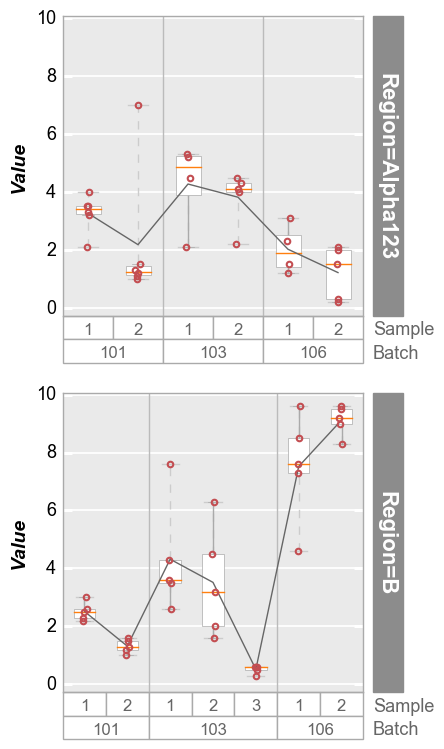 10
8
6
4
2
0
Value
Region=Alpha123
1 2 1 2 1 2 Sample
101 103 106 Batch
10
8
6
4
2
0
Value
Region=B
1 2 1 2 3 1 2 Sample
101 103 106 Batch